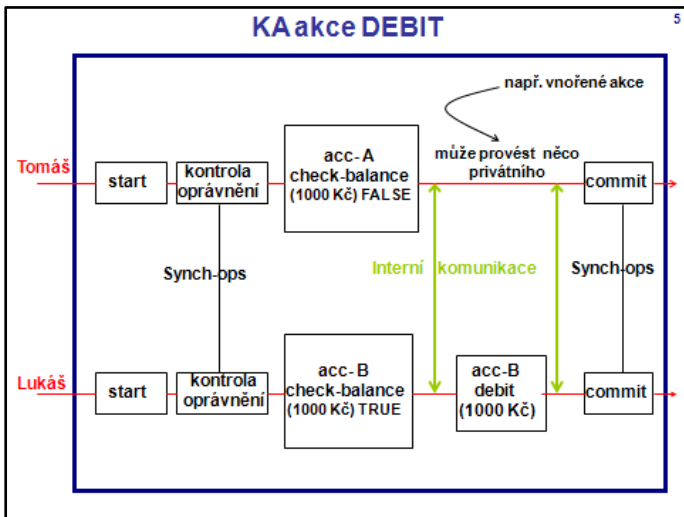 KA akce DEBIT
5
např. vnořené akce
Tomáš
start
kontrola
oprávnění
acc- A
check-balance
(1000 Kč) FALSE
může provést něco
privátního
commit
Synch-ops
Interní komunikace
Synch-ops
Lukáš
start
kontrola
oprávnění
acc- B
check-balance
(1000 Kč) TRUE
acc-B
debit
(1000 Kč)
commit